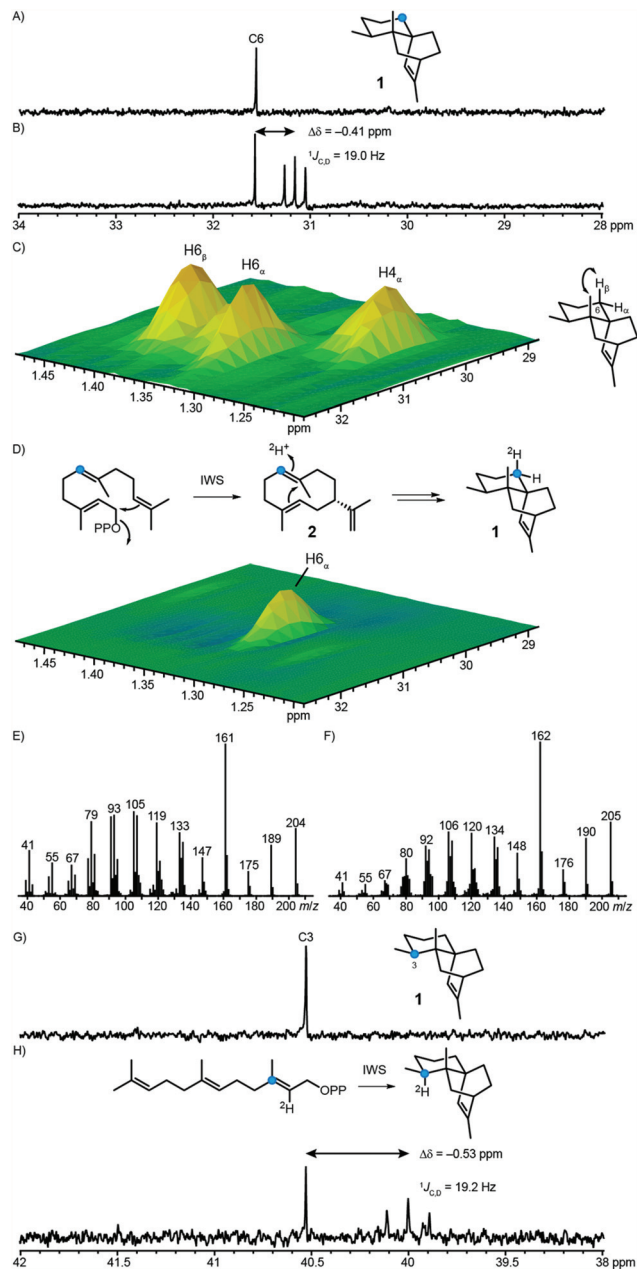 A)
C6
1
B)
Δδ = –0.41 ppm
¹J_C,D = 19.0 Hz
34 33 32 31 30 29 28 ppm
C)
H6β
H6α
H4α
Hβ
6
Hα
1.45 1.40 1.35 1.30 1.25 ppm 32 31 30 29
D)
²H⁺
IWS
PPO
2
²H
H
1
H6α
1.45 1.40 1.35 1.30 1.25 ppm 32 31 30 29
E)
161
41 55 67 79 93 105 119 133 147 175 189 204
40 60 80 100 120 140 160 180 200 m/z
F)
162
41 55 67 80 92 106 120 134 148 176 190 205
40 60 80 100 120 140 160 180 200 m/z
G)
C3
3
1
H)
IWS
OPP
²H
²H
Δδ = –0.53 ppm
¹J_C,D = 19.2 Hz
42 41.5 41 40.5 40 39.5 38 ppm